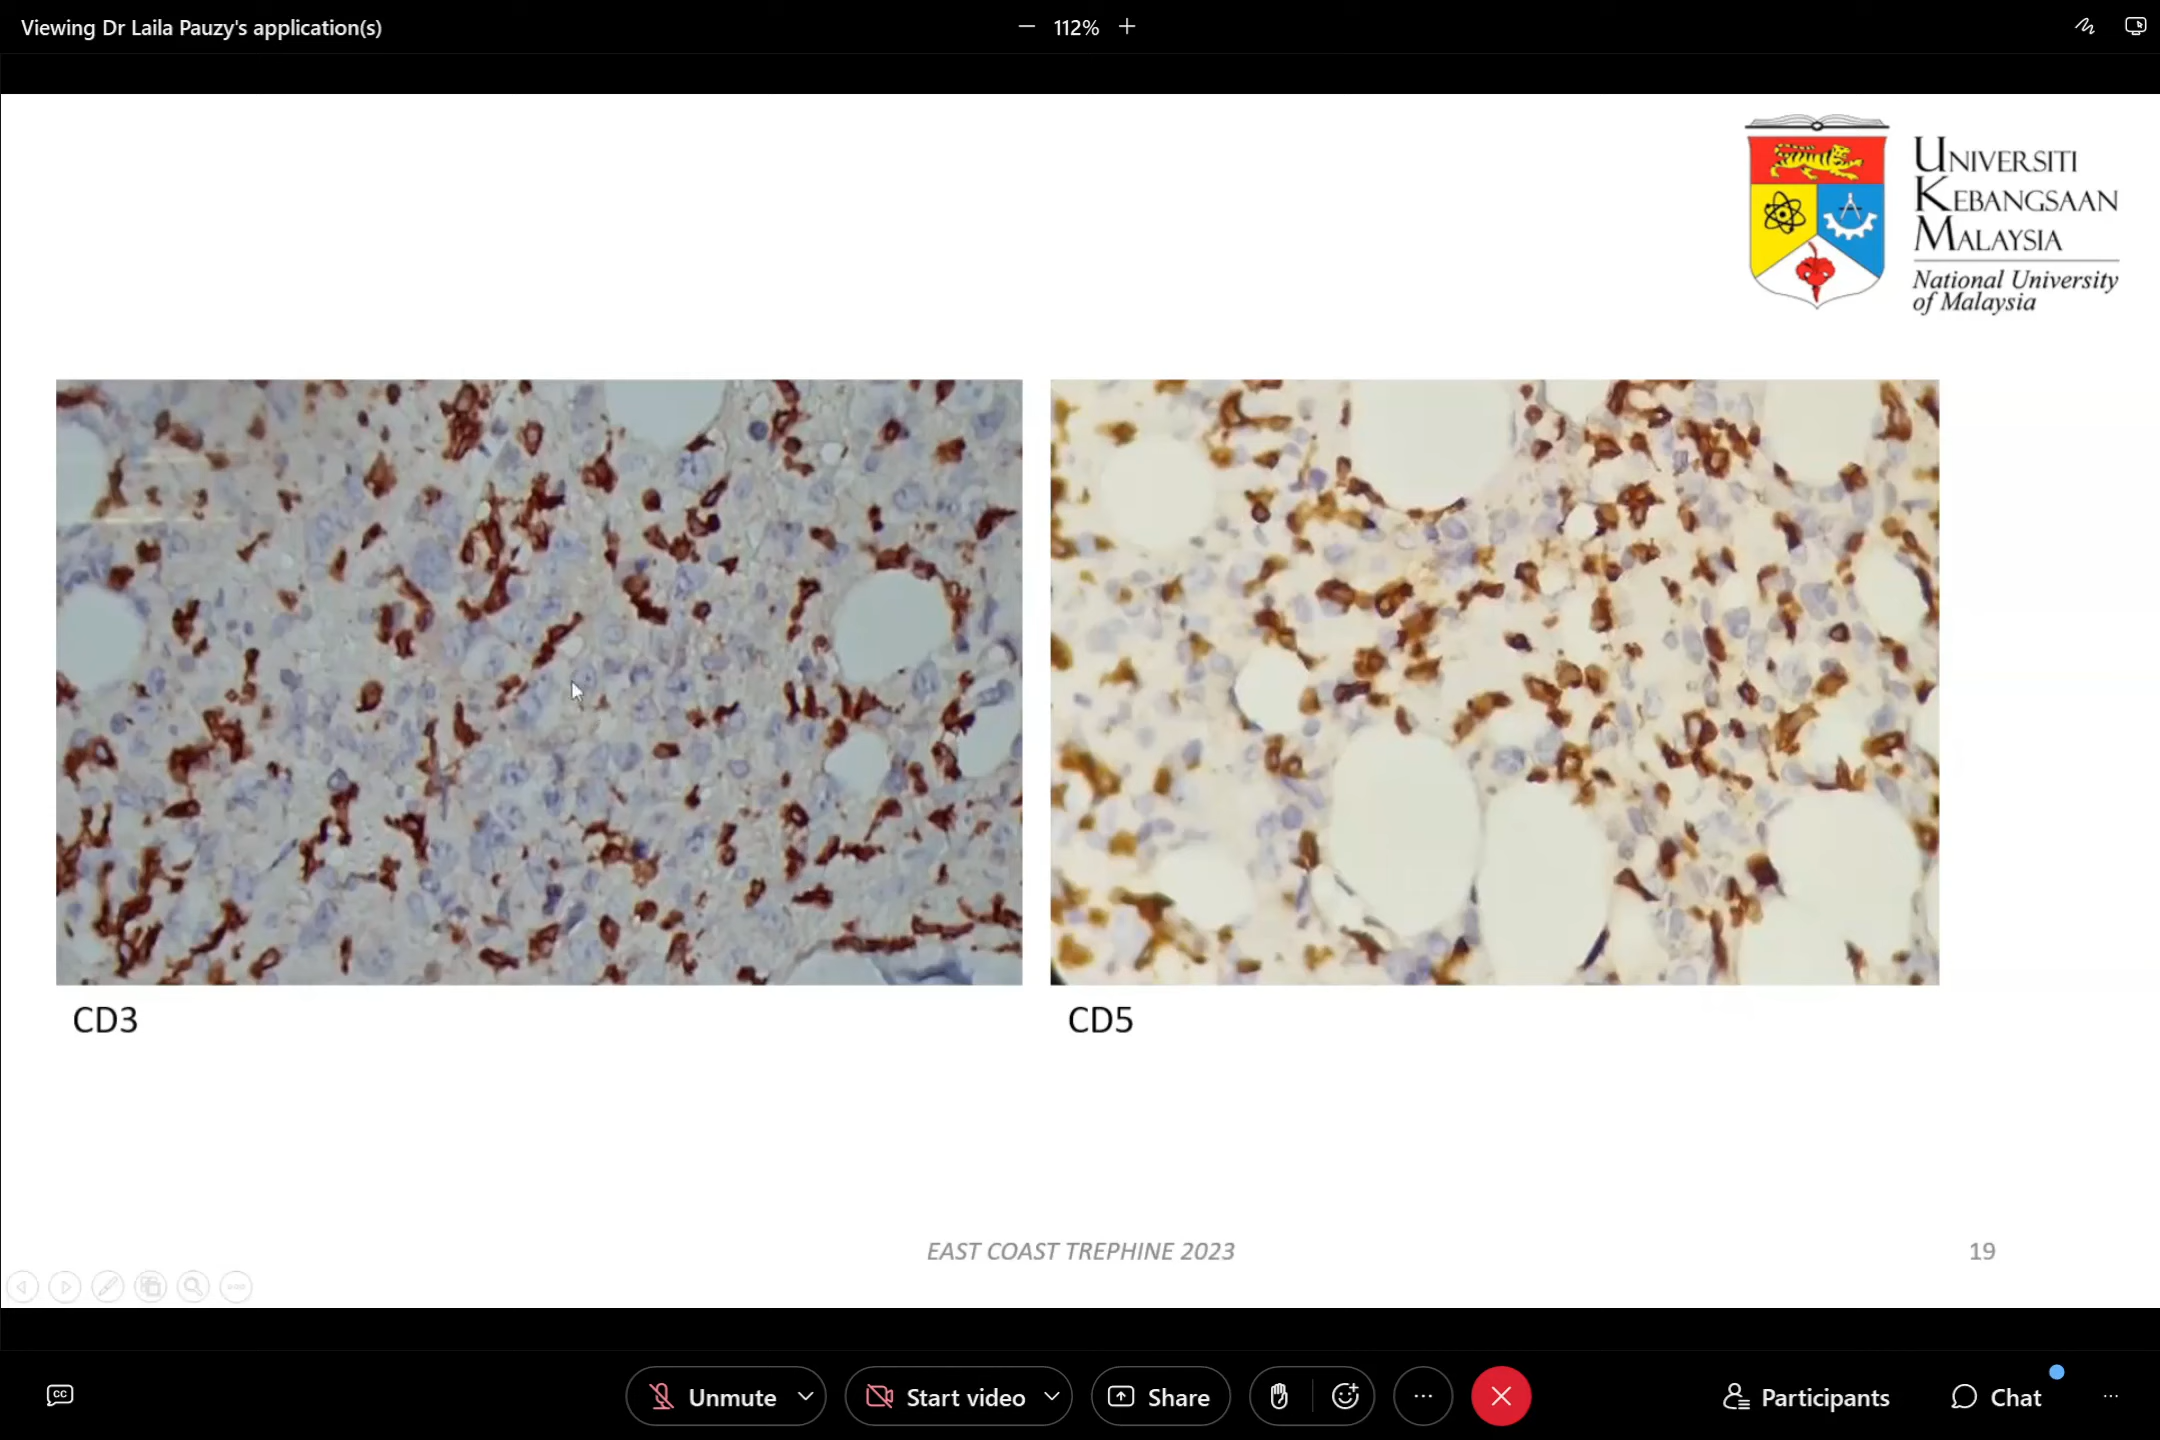 Viewing Dr Laila Pauzy's application(s)
112%
UNIVERSITI
KEBANGSAAN
MALAYSIA
National University
of Malaysia
CD3
CD5
EAST COAST TREPHINE 2023
19
CC
Unmute
Start video
Share
Participants
Chat